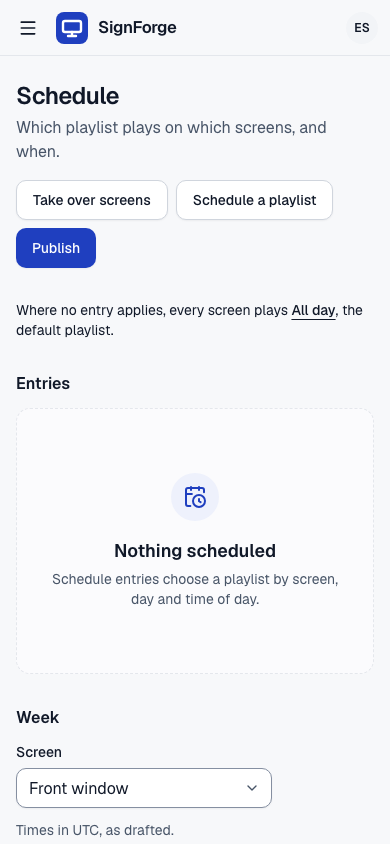 SignForge
ES
Schedule
Which playlist plays on which screens, and
when.
Take over screens
Schedule a playlist
Publish
Where no entry applies, every screen plays All day, the
default playlist.
Entries
Nothing scheduled
Schedule entries choose a playlist by screen,
day and time of day.
Week
Screen
Front window
Times in UTC, as drafted.